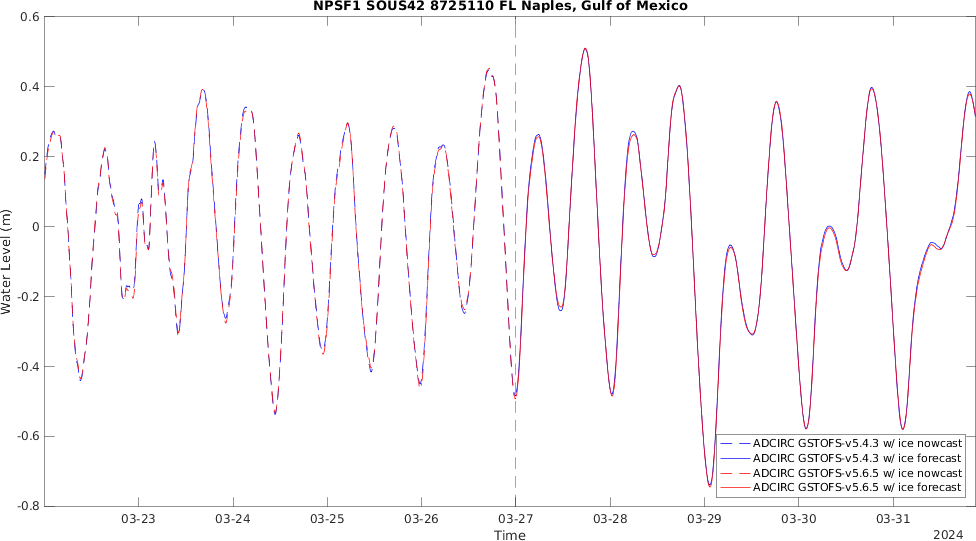 NPSF1 SOUS42 8725110 FL Naples, Gulf of Mexico
0.6
0.4
0.2
0
-0.2
-0.4
-0.6
-0.8
Water Level (m)
ADCIRC GSTOFS-v5.4.3 w/ ice nowcast
ADCIRC GSTOFS-v5.4.3 w/ ice forecast
ADCIRC GSTOFS-v5.6.5 w/ ice nowcast
ADCIRC GSTOFS-v5.6.5 w/ ice forecast
03-23 03-24 03-25 03-26 03-27 03-28 03-29 03-30 03-31
Time
2024